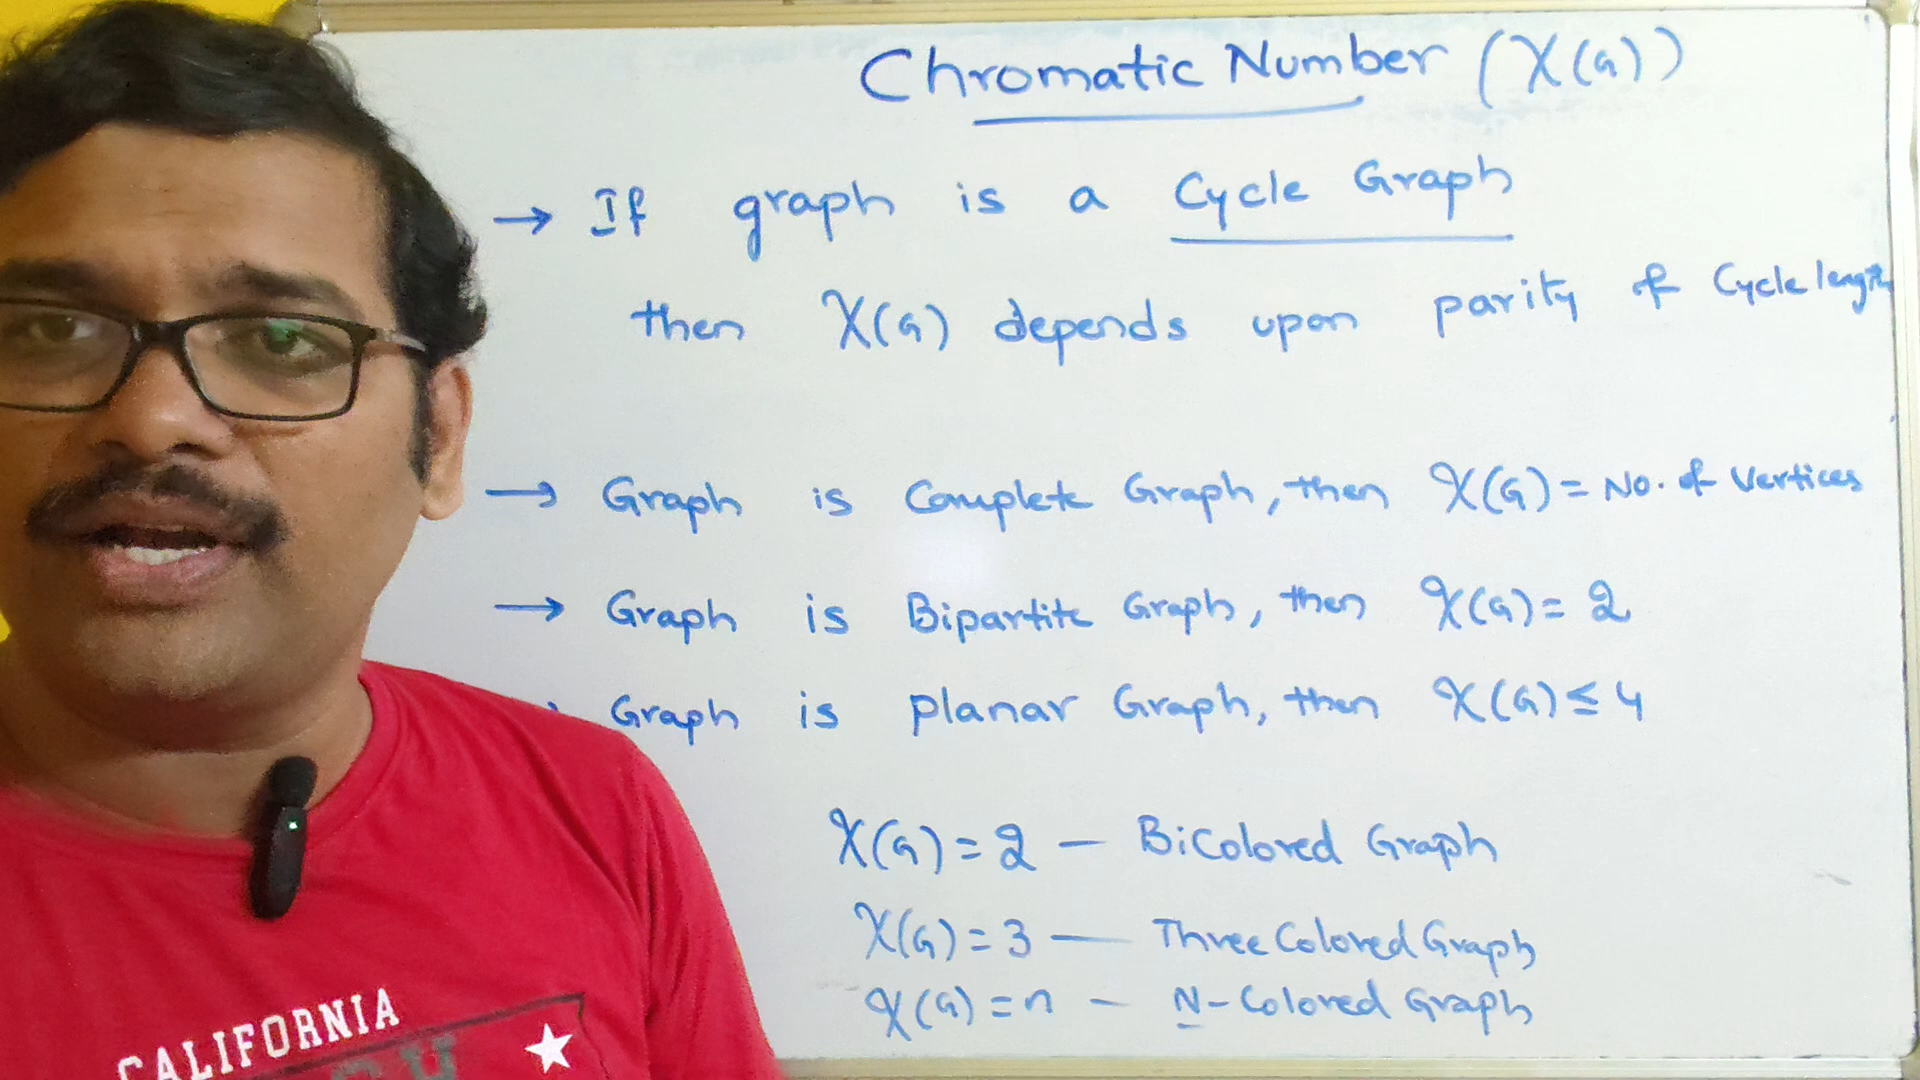 Chromatic Number (χ(G))
→ If graph is a Cycle Graph
then χ(G) depends upon parity of Cycle length
→ Graph is Complete Graph, then χ(G) = No. of Vertices
→ Graph is Bipartite Graph, then χ(G) = 2
Graph is planar Graph, then χ(G) ≤ 4
χ(G) = 2 — BiColored Graph
χ(G) = 3 — Three Colored Graph
χ(G) = n — N-Colored Graph
CALIFORNIA